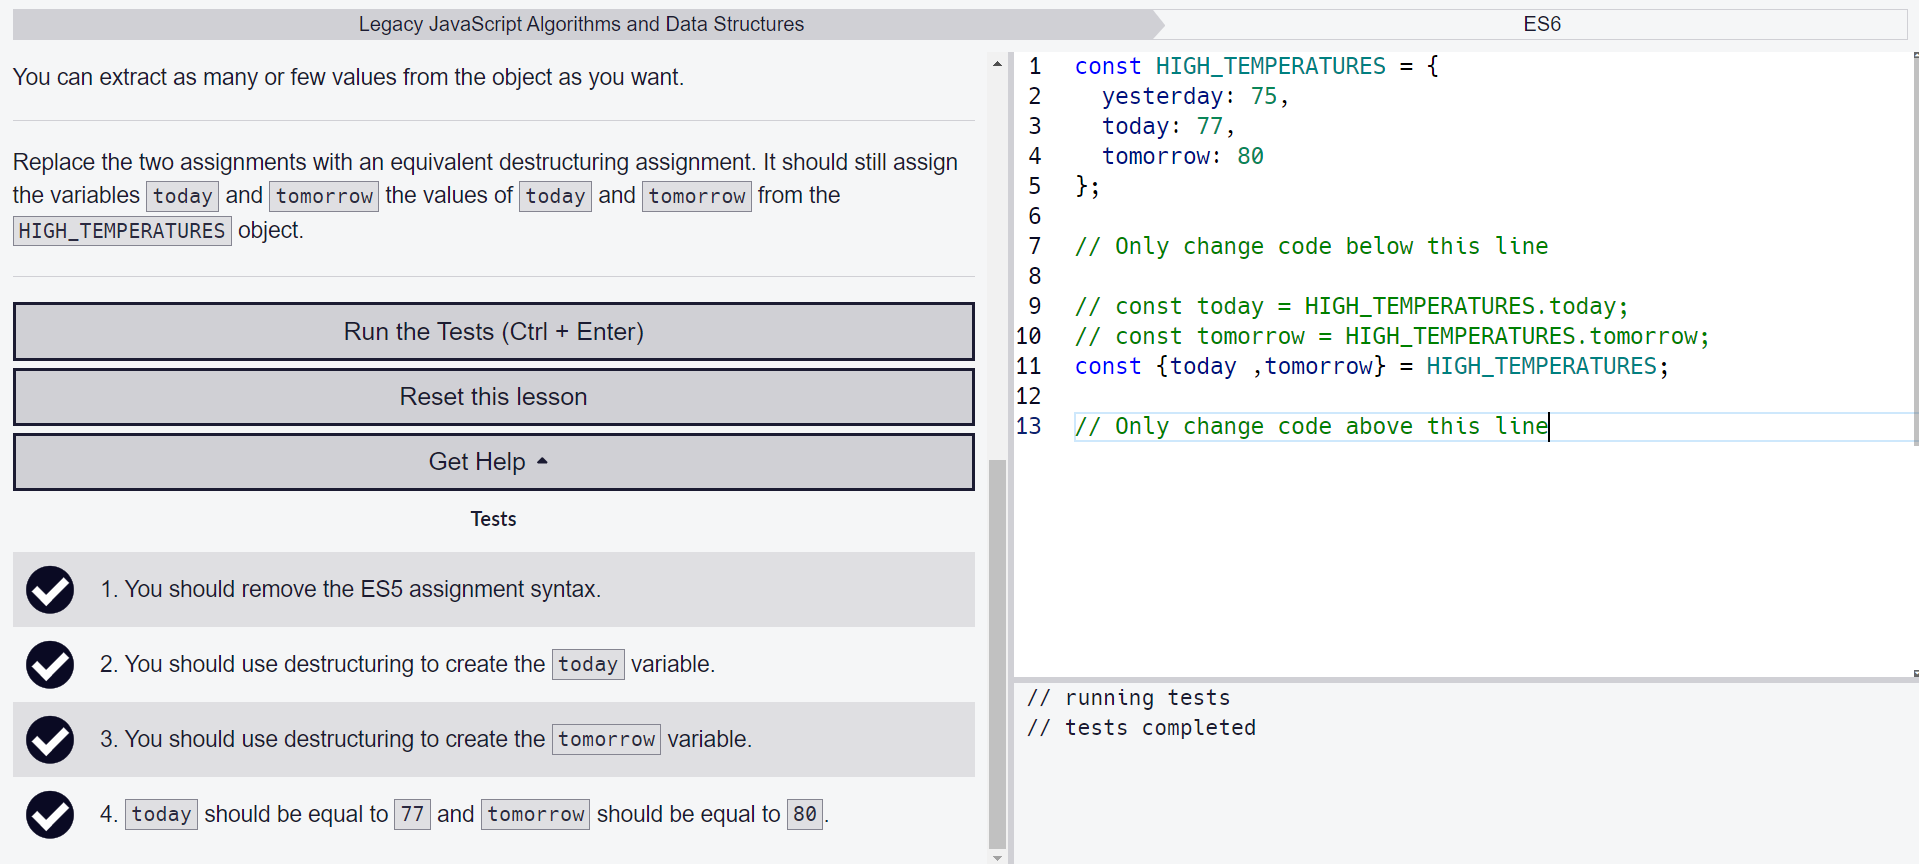 Legacy JavaScript Algorithms and Data Structures
ES6
You can extract as many or few values from the object as you want.
Replace the two assignments with an equivalent destructuring assignment. It should still assign
the variables today and tomorrow the values of today and tomorrow from the
HIGH_TEMPERATURES object.
Run the Tests (Ctrl + Enter)
Reset this lesson
Get Help
Tests
1. You should remove the ES5 assignment syntax.
2. You should use destructuring to create the today variable.
3. You should use destructuring to create the tomorrow variable.
4. today should be equal to 77 and tomorrow should be equal to 80.
1 const HIGH_TEMPERATURES = {
2   yesterday: 75,
3   today: 77,
4   tomorrow: 80
5 };
6
7 // Only change code below this line
8
9 // const today = HIGH_TEMPERATURES.today;
10 // const tomorrow = HIGH_TEMPERATURES.tomorrow;
11 const {today ,tomorrow} = HIGH_TEMPERATURES;
12
13 // Only change code above this line
// running tests
// tests completed